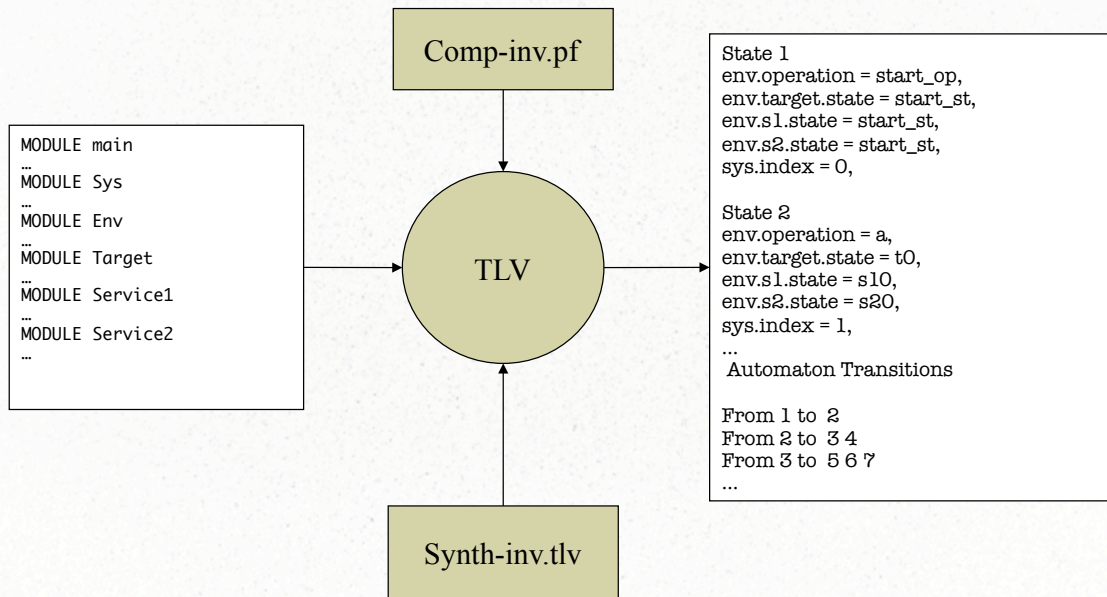 Comp-inv.pf
MODULE main
…
MODULE Sys
…
MODULE Env
…
MODULE Target
…
MODULE Service1
…
MODULE Service2
…
TLV
State 1
env.operation = start_op,
env.target.state = start_st,
env.s1.state = start_st,
env.s2.state = start_st,
sys.index = 0,
State 2
env.operation = a,
env.target.state = t0,
env.s1.state = s10,
env.s2.state = s20,
sys.index = 1,
...
Automaton Transitions
From 1 to 2
From 2 to 3 4
From 3 to 5 6 7
...
Synth-inv.tlv